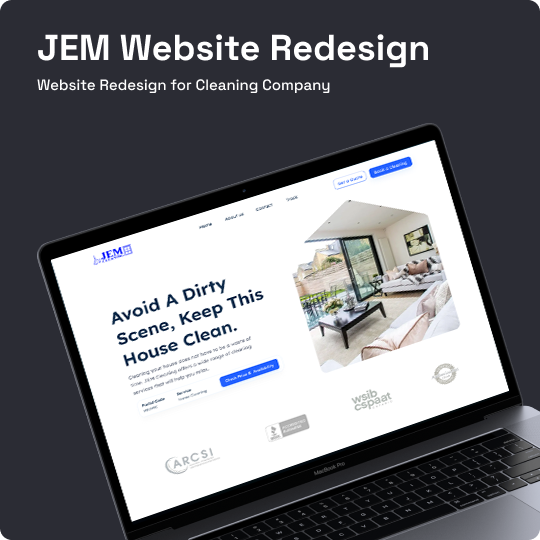 JEM Website Redesign
Website Redesign for Cleaning Company
Get a Quote
Book a Cleaning
Home
About us
Contact
JEM
Avoid A Dirty
Scene, Keep This
House Clean.
Cleaning your house does not have to be a waste of
time. JEM Cleaning offers a wide range of cleaning
services that will help you relax.
Postal Code
Service
Check Price & Availability
ARCSI
BBB
ACCREDITED
BUSINESS
wsib
cspaat
MacBook Pro